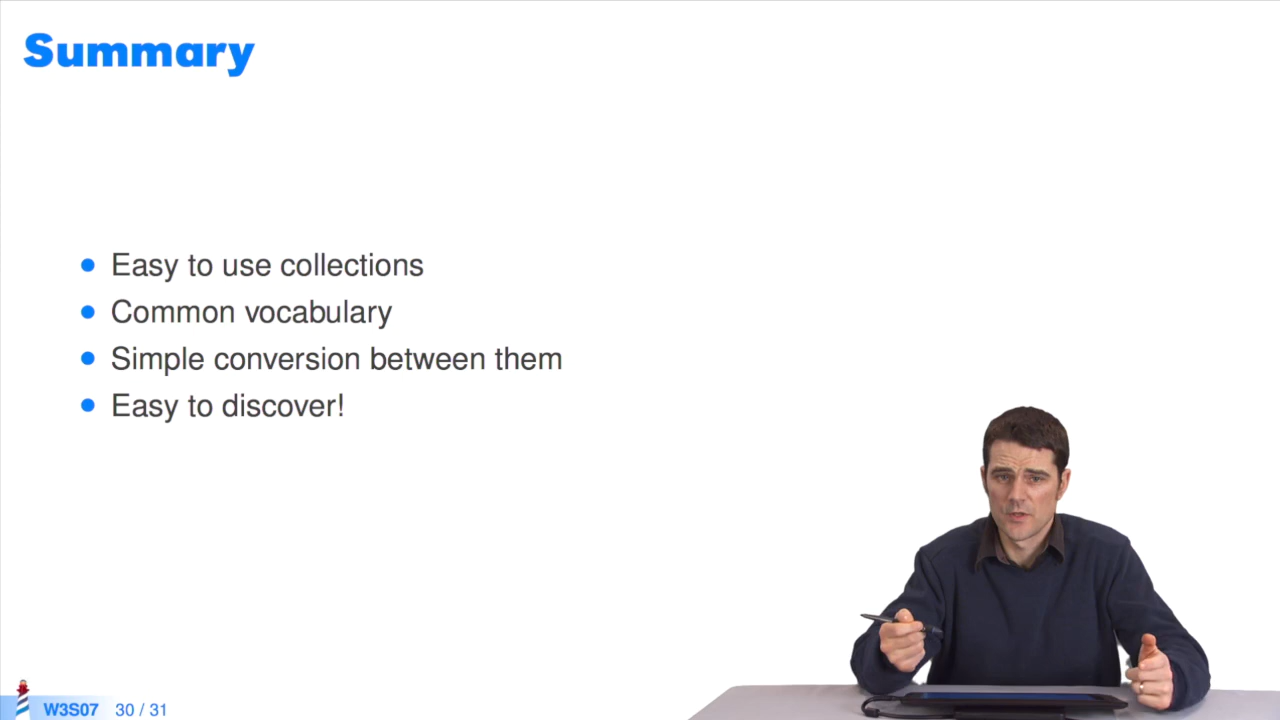 Summary
Easy to use collections
Common vocabulary
Simple conversion between them
Easy to discover!
W3S07 30 / 31